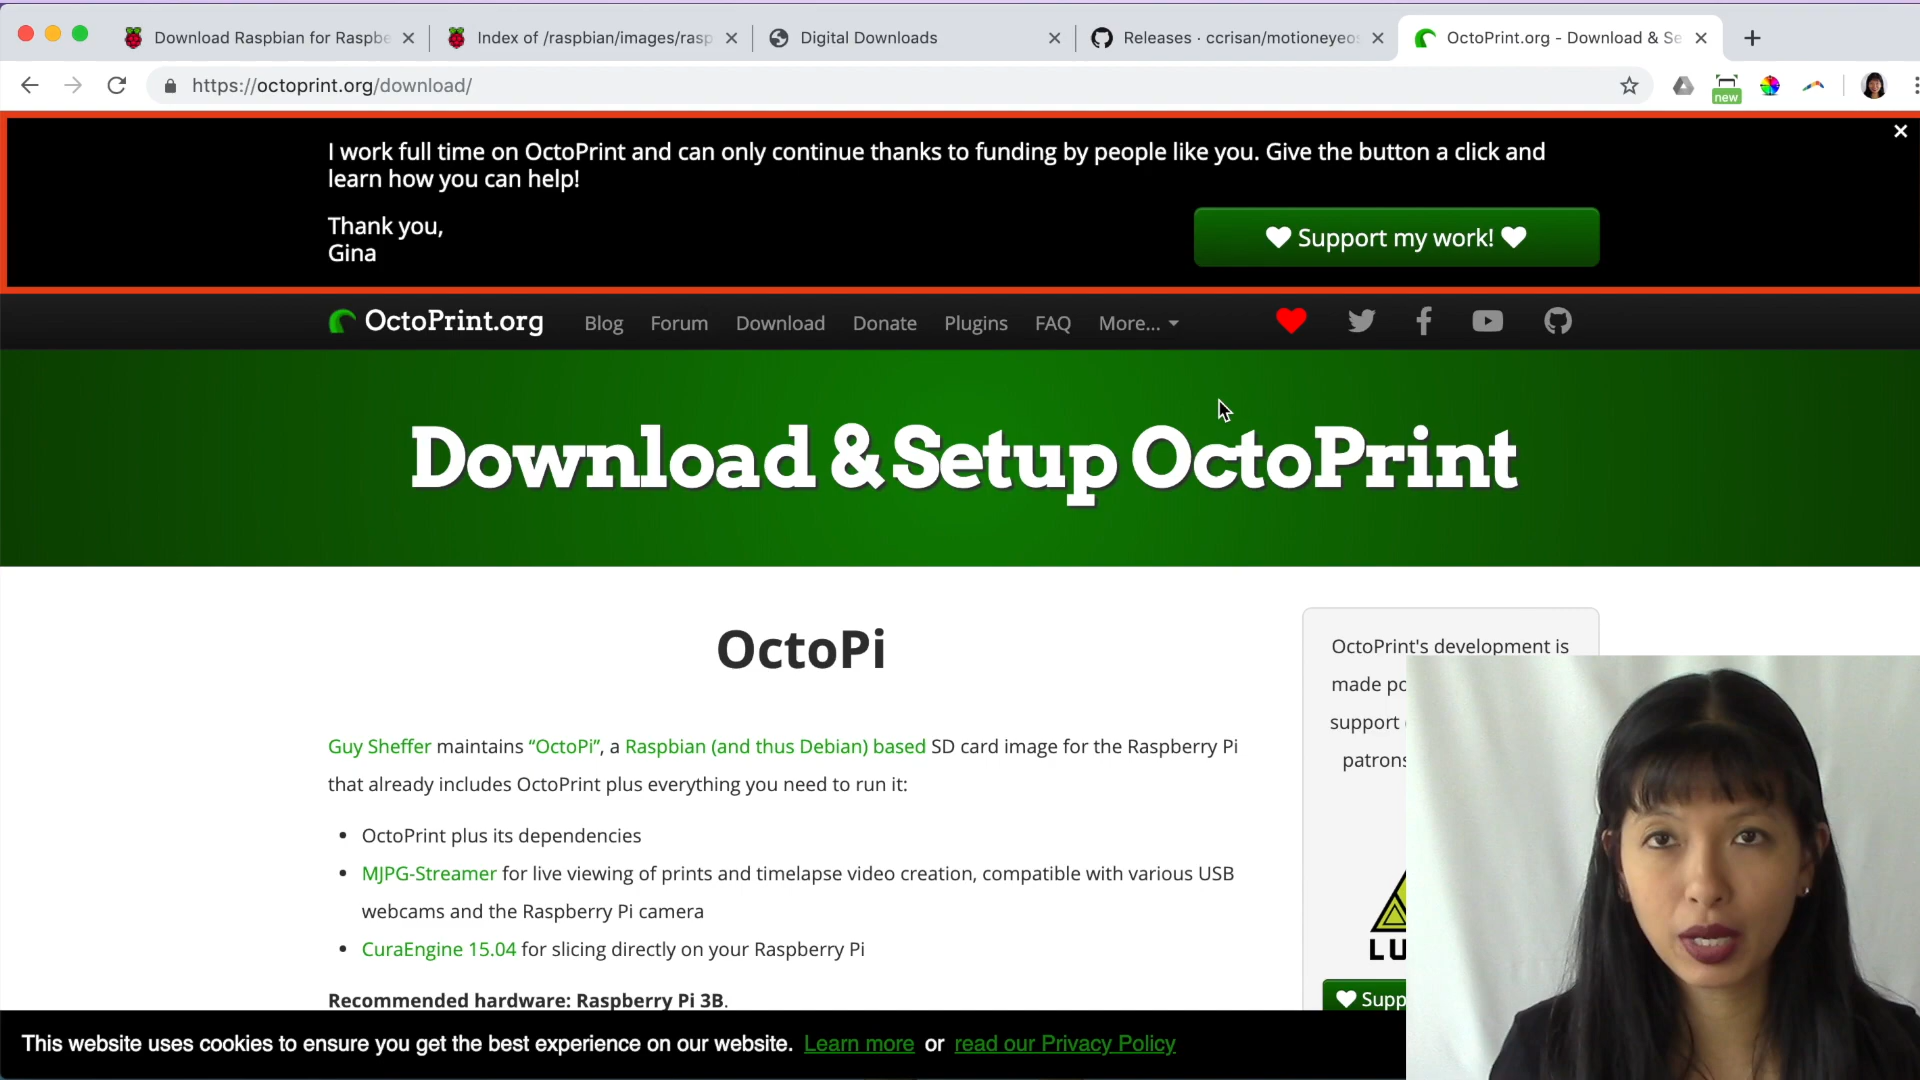 Download Raspbian for Raspbe
Index of /raspbian/images/rasp
Digital Downloads
Releases · ccrisan/motioneyeos
OctoPrint.org - Download & Se
https://octoprint.org/download/
new
I work full time on OctoPrint and can only continue thanks to funding by people like you. Give the button a click and
learn how you can help!
Thank you,
Gina
Support my work!
OctoPrint.org
Blog
Forum
Download
Donate
Plugins
FAQ
More...
Download & Setup OctoPrint
OctoPi
Guy Sheffer maintains “OctoPi”, a Raspbian (and thus Debian) based SD card image for the Raspberry Pi
that already includes OctoPrint plus everything you need to run it:
• OctoPrint plus its dependencies
• MJPG-Streamer for live viewing of prints and timelapse video creation, compatible with various USB
webcams and the Raspberry Pi camera
• CuraEngine 15.04 for slicing directly on your Raspberry Pi
Recommended hardware: Raspberry Pi 3B.
OctoPrint's development is
made po
support
patrons
LU
Supp
This website uses cookies to ensure you get the best experience on our website. Learn more or read our Privacy Policy